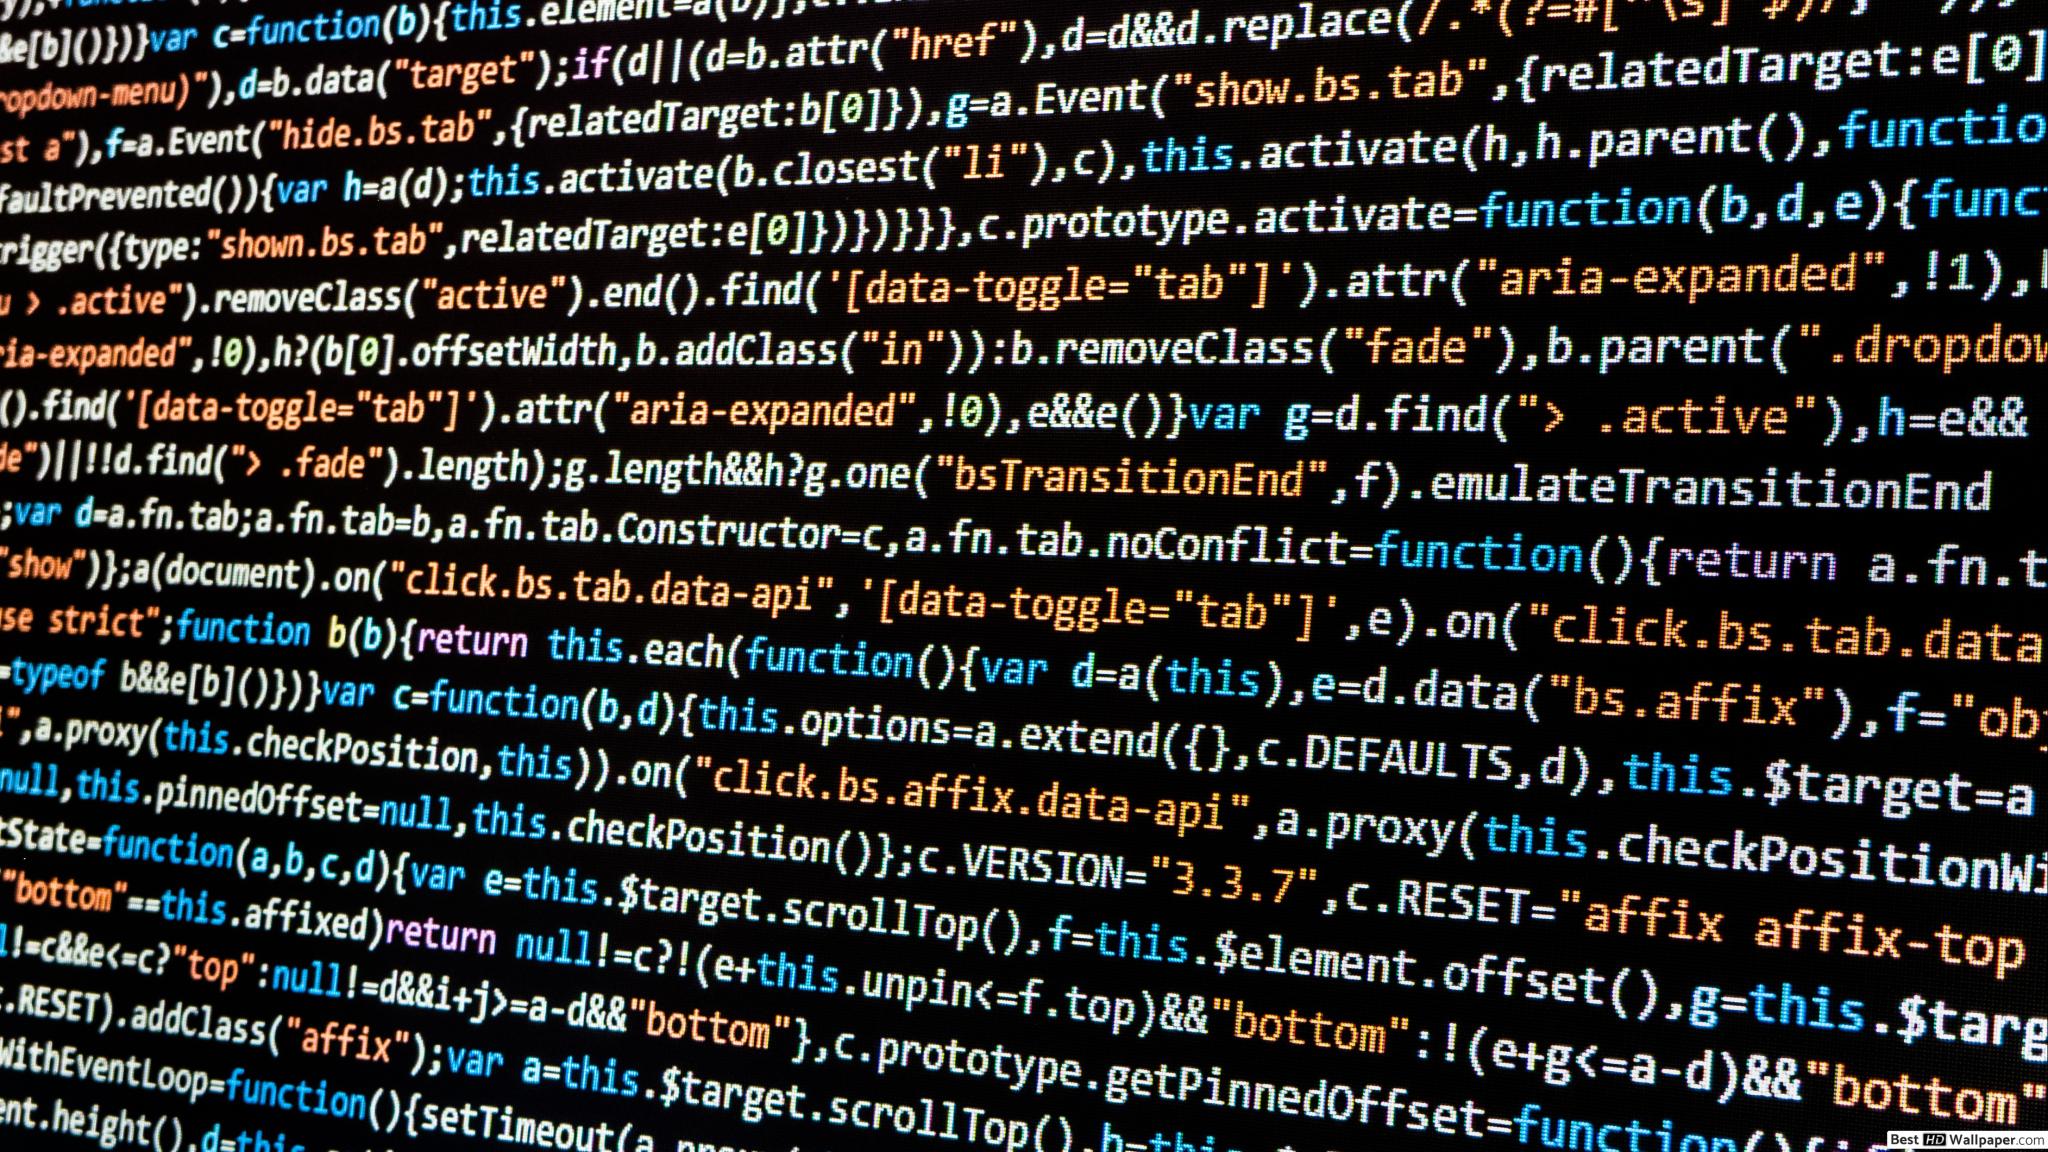 &e[b]()})}var c=function(b){this.element=a(b)};
ropdown-menu)"),d=b.data("target");if(d||(d=b.attr("href"),d=d&&d.replace(/.*(?=#[^\s]*$)/,
st a"),f=a.Event("hide.bs.tab",{relatedTarget:b[0]}),g=a.Event("show.bs.tab",{relatedTarget:e[0]
faultPrevented()){var h=a(d);this.activate(b.closest("li"),c),this.activate(h,h.parent(),functio
rigger({type:"shown.bs.tab",relatedTarget:e[0]})})}}},c.prototype.activate=function(b,d,e){func
u > .active").removeClass("active").end().find('[data-toggle="tab"]').attr("aria-expanded",!1),
ria-expanded",!0),h?(b[0].offsetWidth,b.addClass("in")):b.removeClass("fade"),b.parent(".dropdow
().find('[data-toggle="tab"]').attr("aria-expanded",!0),e&&e()}var g=d.find("> .active"),h=e&&
de")||!!d.find("> .fade").length);g.length&&h?g.one("bsTransitionEnd",f).emulateTransitionEnd
;var d=a.fn.tab;a.fn.tab=b,a.fn.tab.Constructor=c,a.fn.tab.noConflict=function(){return a.fn.t
"show")};a(document).on("click.bs.tab.data-api",'[data-toggle="tab"]',e).on("click.bs.tab.data
se strict";function b(b){return this.each(function(){var d=a(this),e=d.data("bs.affix"),f="ob
=typeof b&&e[b]()})}var c=function(b,d){this.options=a.extend({},c.DEFAULTS,d),this.$target=a
",a.proxy(this.checkPosition,this)).on("click.bs.affix.data-api",a.proxy(this.checkPositionWi
null,this.pinnedOffset=null,this.checkPosition()};c.VERSION="3.3.7",c.RESET="affix affix-top
tState=function(a,b,c,d){var e=this.$target.scrollTop(),f=this.$element.offset(),g=this.$targ
"bottom"==this.affixed)return null!=c?!(e+this.unpin<=f.top)&&"bottom":!(e+g<=a-d)&&"bottom"
l!=c&&e<=c?"top":null!=d&&i+j>=a-d&&"bottom"},c.prototype.getPinnedOffset=function(){
.RESET).addClass("affix");var a=this.$target.scrollTop(),b=this
WithEventLoop=function(){setTimeout(a.proxy(
ent.height(),d=this
Best HD Wallpaper.com